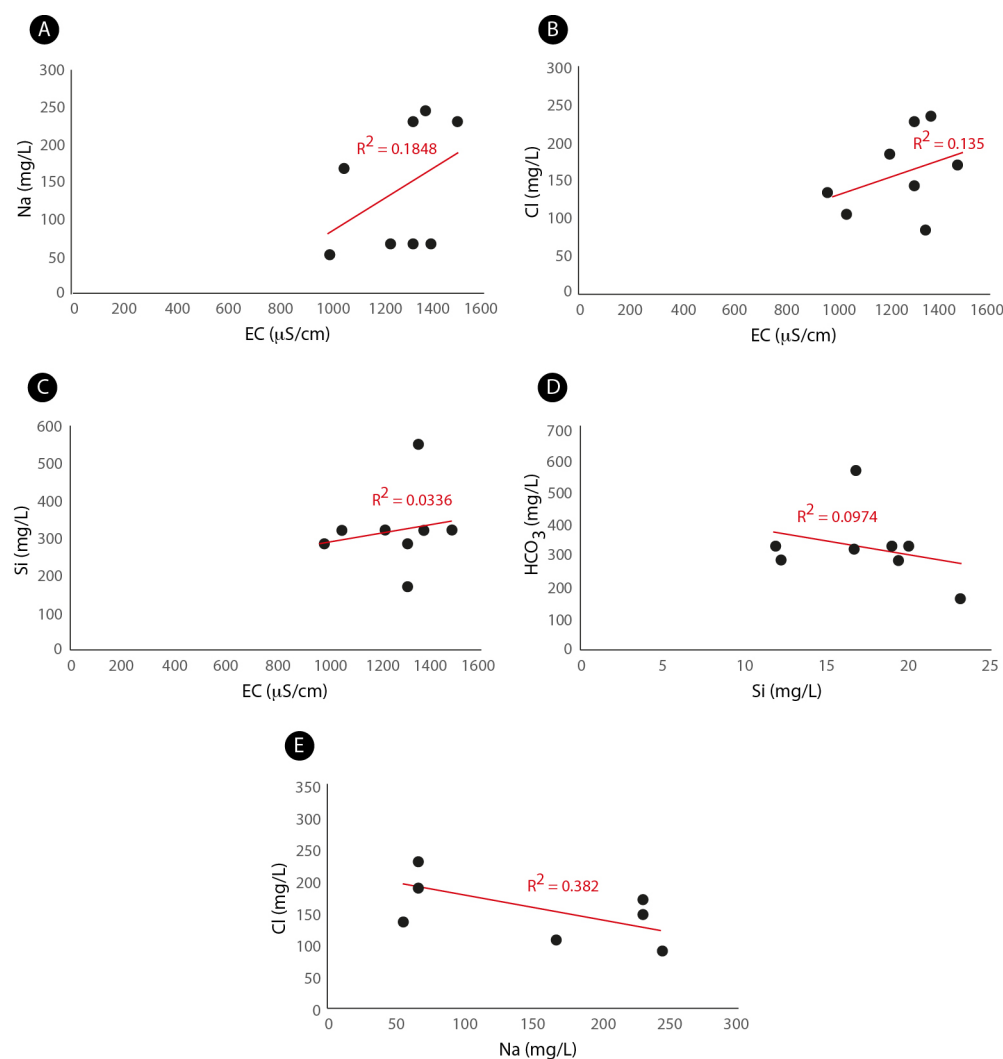 A
300
250
200
150
100
50
0
Na (mg/L)
R² = 0.1848
0 200 400 600 800 1000 1200 1400 1600
EC (μS/cm)
B
300
250
200
150
100
50
0
Cl (mg/L)
R² = 0.135
0 200 400 600 800 1000 1200 1400 1600
EC (μS/cm)
C
600
500
400
300
200
100
0
Si (mg/L)
R² = 0.0336
0 200 400 600 800 1000 1200 1400 1600
EC (μS/cm)
D
700
600
500
400
300
200
100
0
HCO₃ (mg/L)
R² = 0.0974
0 5 10 15 20 25
Si (mg/L)
E
350
300
250
200
150
100
50
0
Cl (mg/L)
R² = 0.382
0 50 100 150 200 250 300
Na (mg/L)